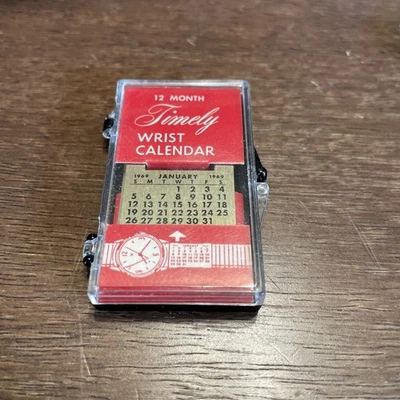 12 MONTH
Timely
WRIST
CALENDAR
1969 JANUARY 1969
S M T W T F S
1 2 3 4
5 6 7 8 9 10 11
12 13 14 15 16 17 18
19 20 21 22 23 24 25
26 27 28 29 30 31